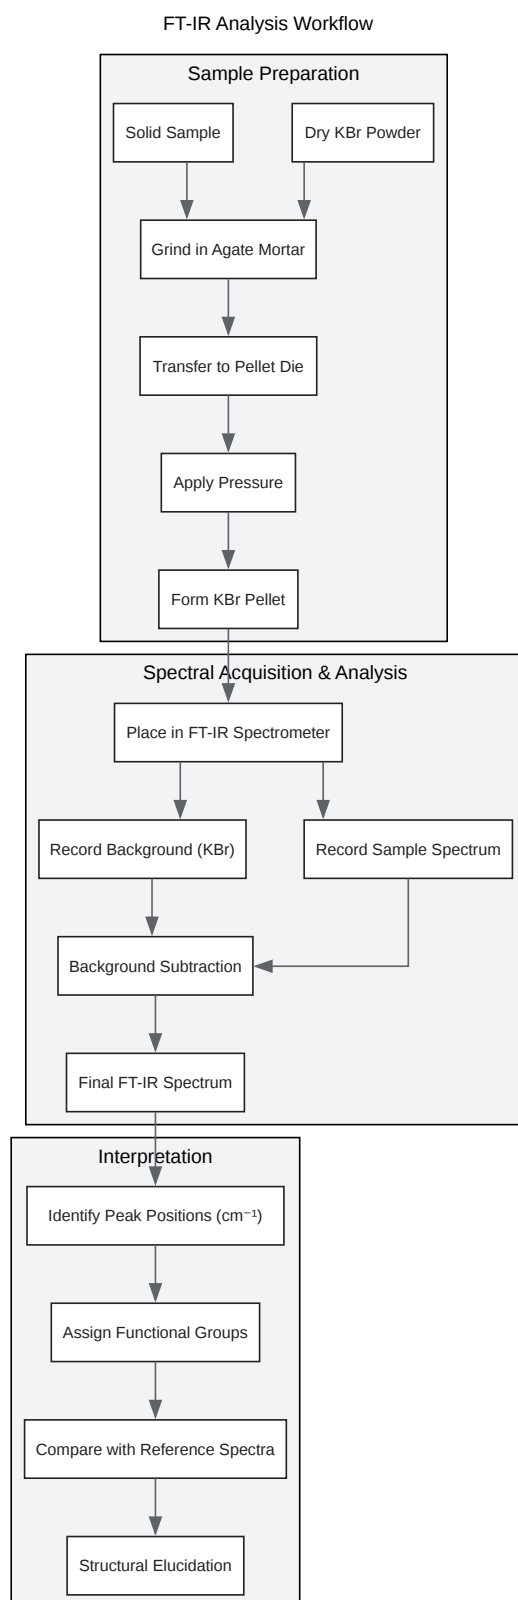 FT-IR Analysis Workflow
Sample Preparation
Solid Sample
Dry KBr Powder
Grind in Agate Mortar
Transfer to Pellet Die
Apply Pressure
Form KBr Pellet
Spectral Acquisition & Analysis
Place in FT-IR Spectrometer
Record Background (KBr)
Record Sample Spectrum
Background Subtraction
Final FT-IR Spectrum
Interpretation
Identify Peak Positions (cm⁻¹)
Assign Functional Groups
Compare with Reference Spectra
Structural Elucidation